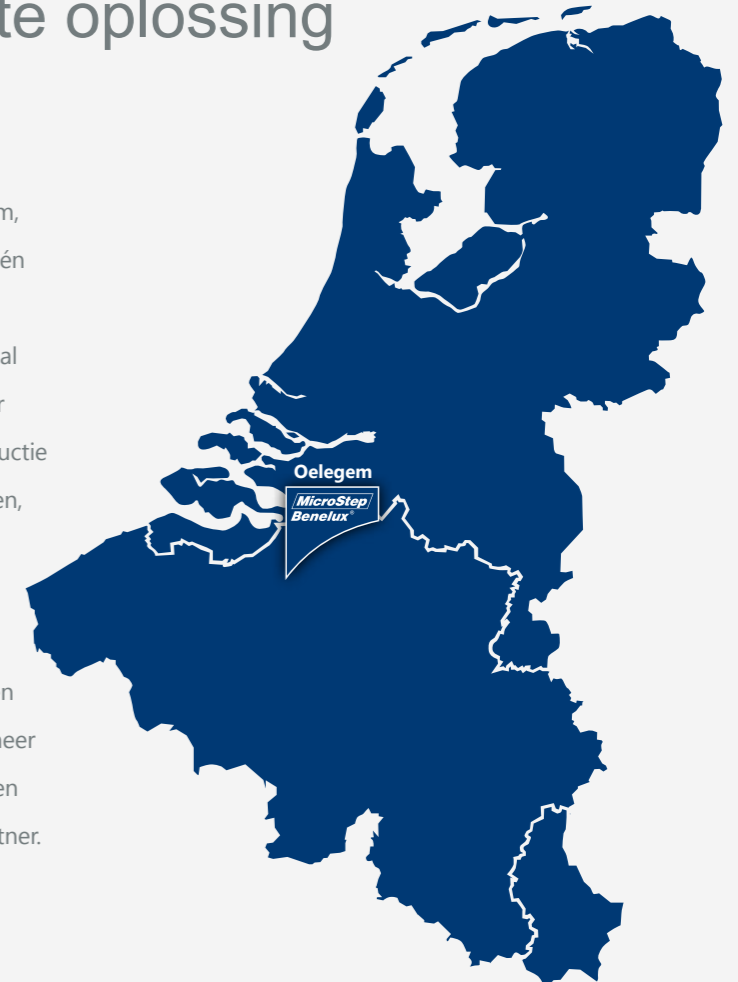 te oplossing
m,
én
al
r
uctie
en,
n
neer
en
tner.
Oelegem
MicroStep
Benelux®